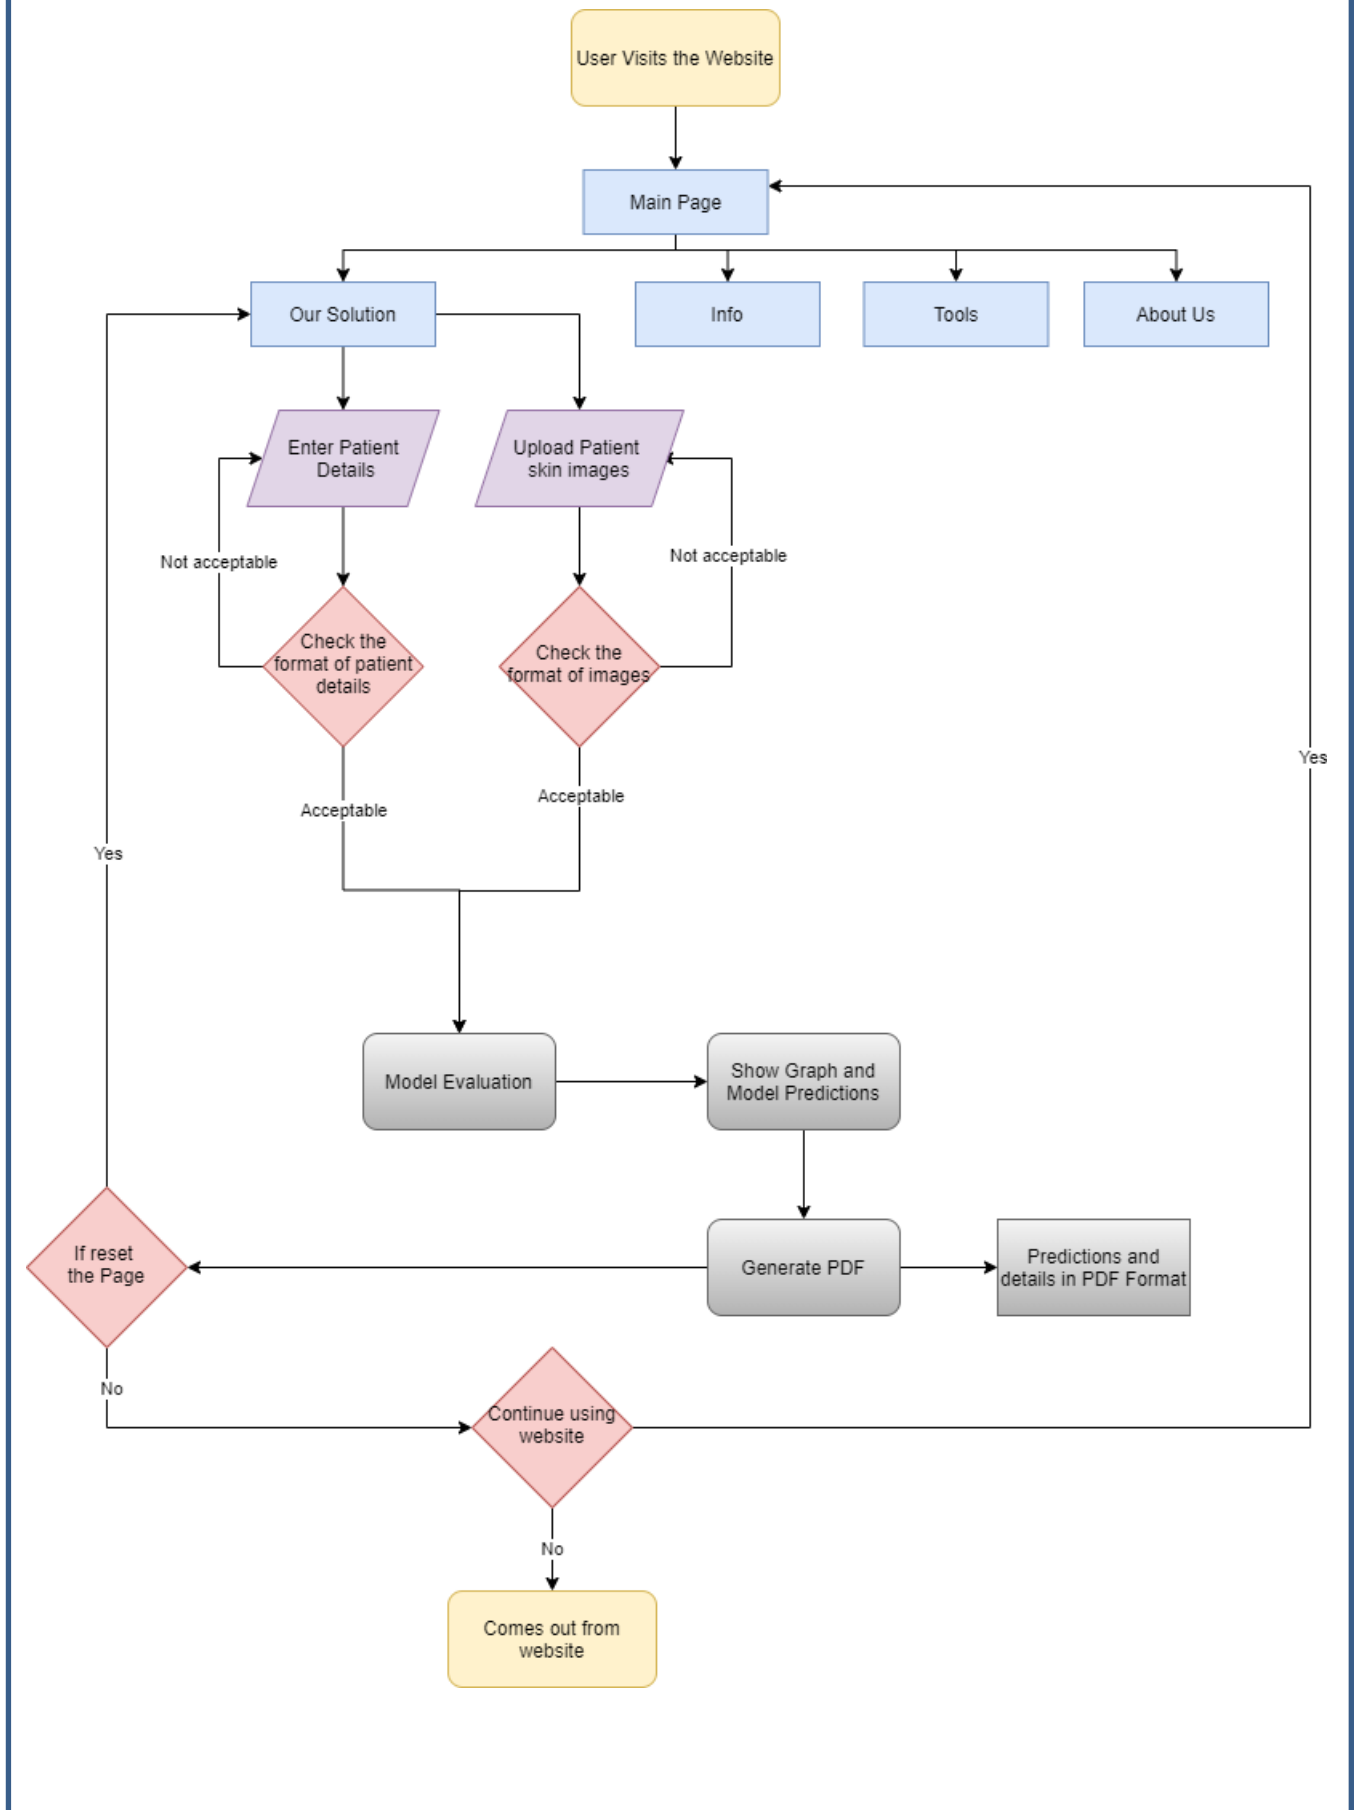 User Visits the Website
Main Page
Our Solution
Info
Tools
About Us
Enter Patient
Details
Upload Patient
skin images
Not acceptable
Not acceptable
Check the
format of patient
details
Check the
format of images
Yes
Acceptable
Acceptable
Yes
Model Evaluation
Show Graph and
Model Predictions
If reset
the Page
Generate PDF
Predictions and
details in PDF Format
No
Continue using
website
No
Comes out from
website